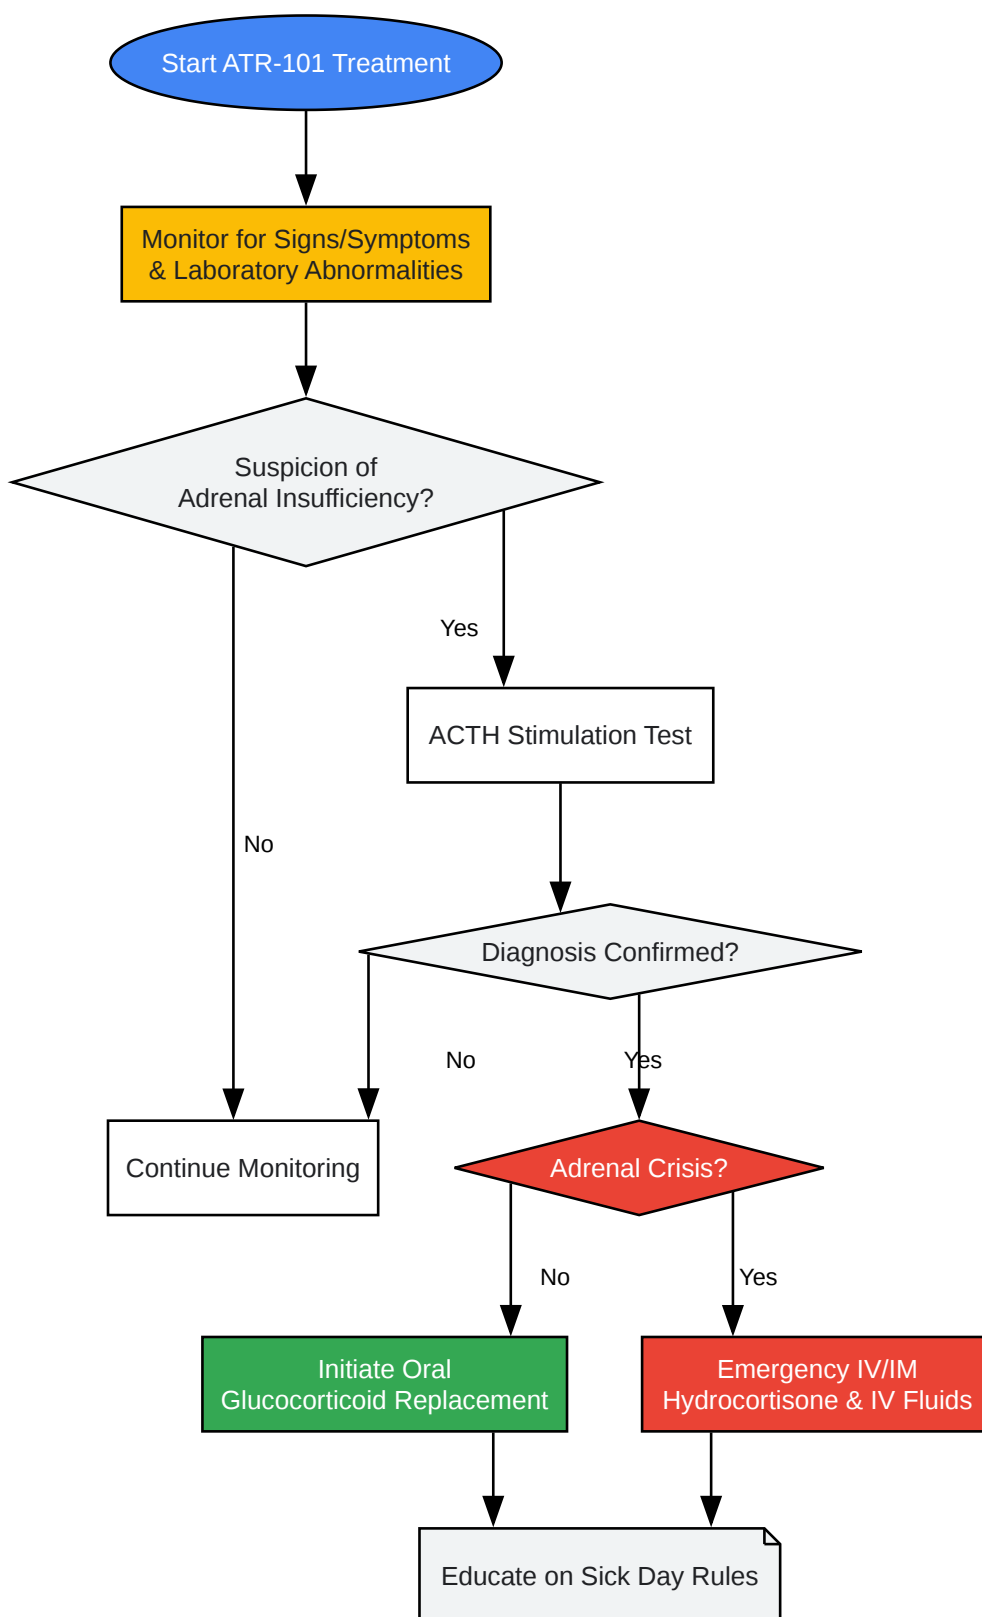 Start ATR-101 Treatment
Monitor for Signs/Symptoms
& Laboratory Abnormalities
Suspicion of
Adrenal Insufficiency?
Yes
ACTH Stimulation Test
No
Diagnosis Confirmed?
No
Yes
Continue Monitoring
Adrenal Crisis?
No
Yes
Initiate Oral
Glucocorticoid Replacement
Emergency IV/IM
Hydrocortisone & IV Fluids
Educate on Sick Day Rules